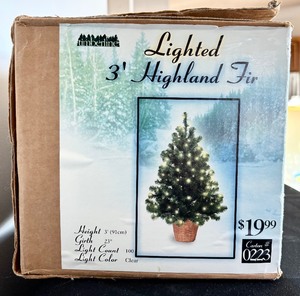 Lighted
3' Highland Fir
Height 3' (91cm)
Girth 23"
Light Count 100
Light Color Clear
$19.99
Carton #
0223